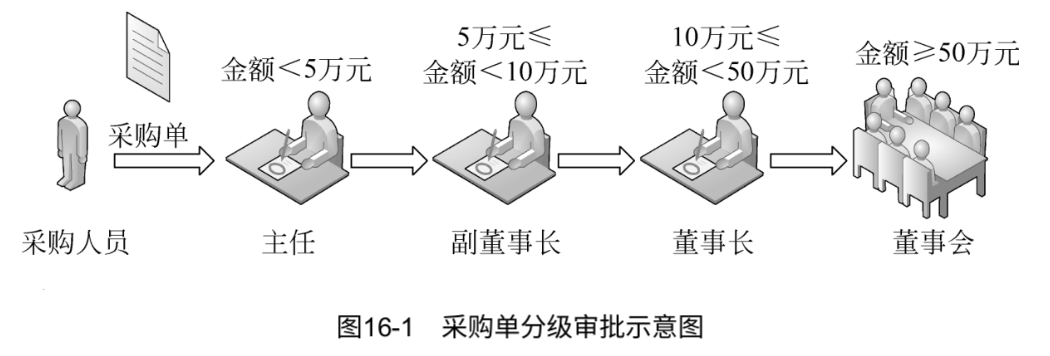 5万元≤
10万元≤
金额＜5万元
金额＜10万元
金额＜50万元
金额≥50万元
采购单
采购人员
主任
副董事长
董事长
董事会
图16-1 采购单分级审批示意图